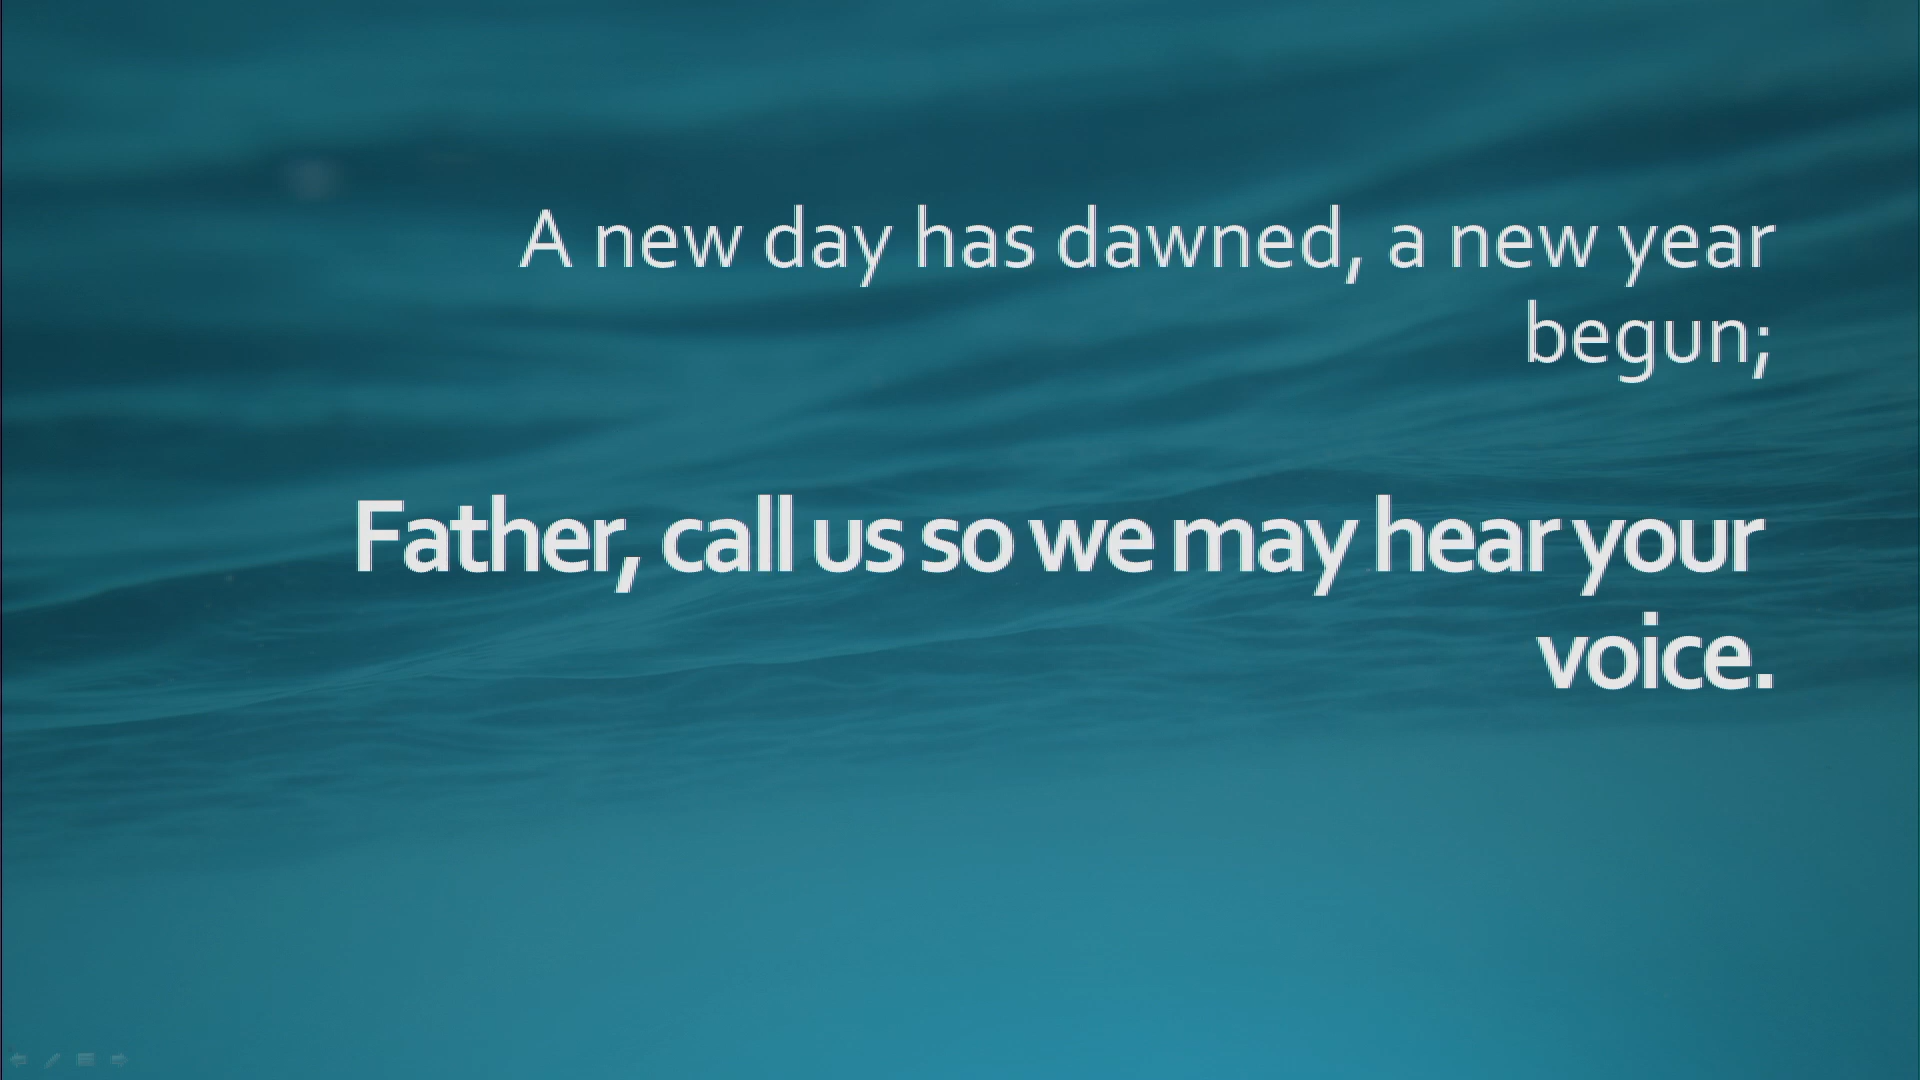 A new day has dawned, a new year
begun;
Father, call us so we may hear your
voice.